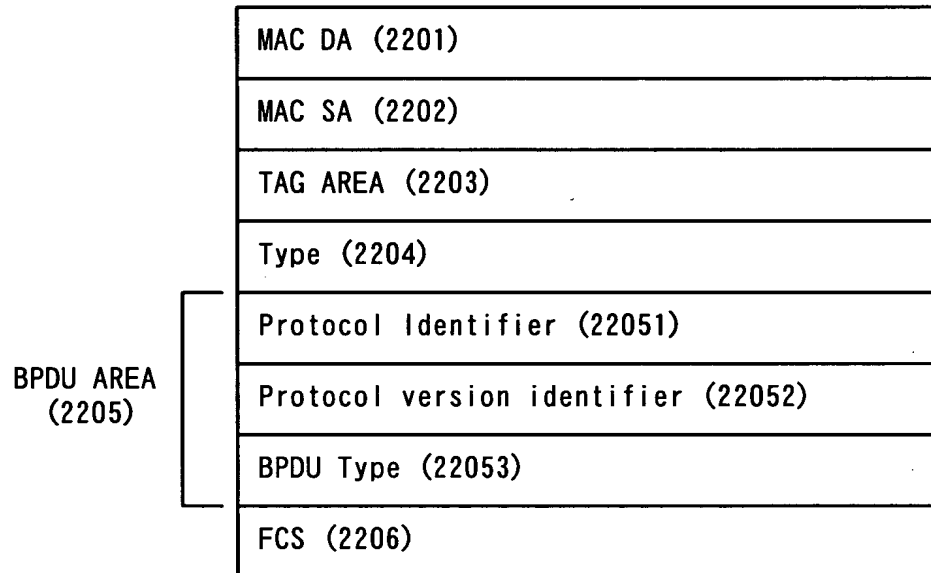 MAC DA (2201)
MAC SA (2202)
TAG AREA (2203)
Type (2204)
BPDU AREA
(2205)
Protocol Identifier (22051)
Protocol version identifier (22052)
BPDU Type (22053)
FCS (2206)